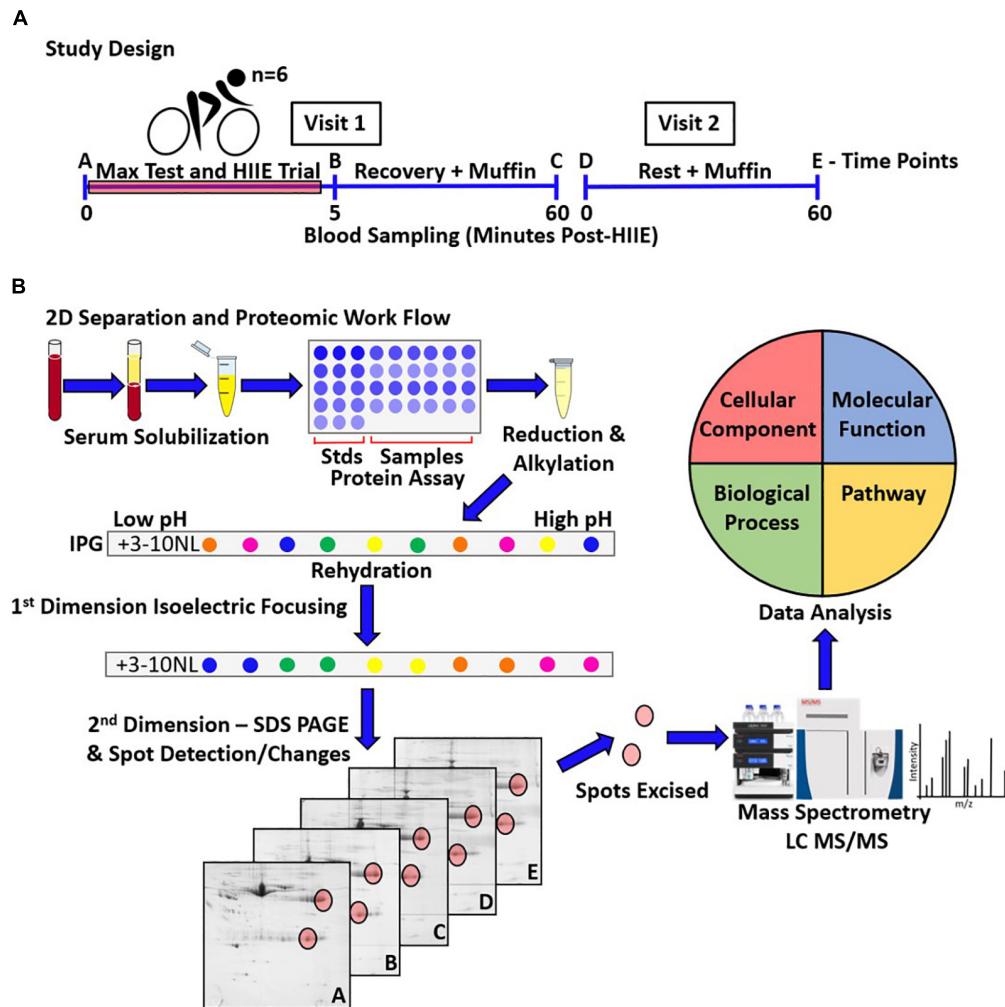 A
Study Design
n=6
Visit 1
Visit 2
A
Max Test and HIIE Trial
B
Recovery + Muffin
C
D
Rest + Muffin
E - Time Points
0
5
60
0
60
Blood Sampling (Minutes Post-HIIE)
B
2D Separation and Proteomic Work Flow
Serum Solubilization
Stds
Samples
Protein Assay
Reduction &
Alkylation
Low pH
High pH
IPG
+3-10NL
Rehydration
1st Dimension Isoelectric Focusing
+3-10NL
2nd Dimension – SDS PAGE
& Spot Detection/Changes
A
B
C
D
E
Spots Excised
MS/MS
Intensity
m/z
Mass Spectrometry
LC MS/MS
Cellular
Component
Molecular
Function
Biological
Process
Pathway
Data Analysis